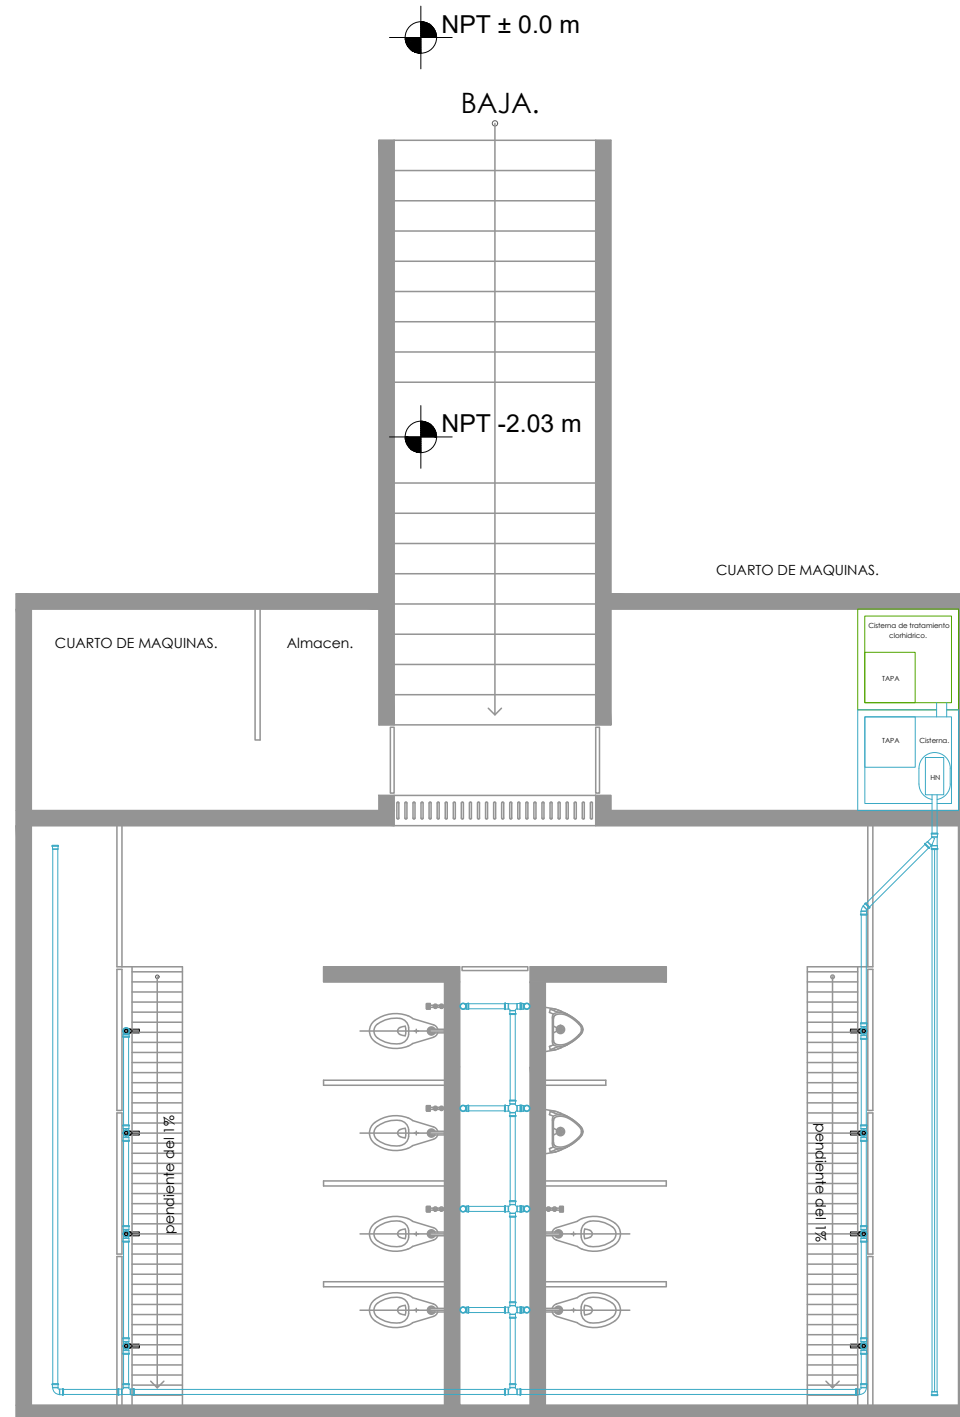 NPT ± 0.0 m
BAJA.
NPT -2.03 m
CUARTO DE MAQUINAS.
CUARTO DE MAQUINAS.
Almacen.
Cisterna de tratamiento
clorhidrico.
TAPA
TAPA
Cisterna.
HN
pendiente del 1%
pendiente del 1%